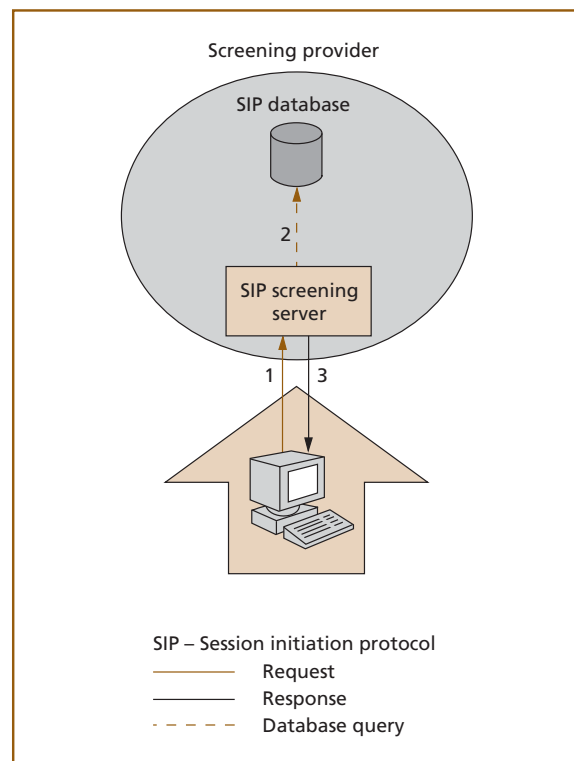 Screening provider
SIP database
2
SIP screening
server
1
3
SIP – Session initiation protocol
Request
Response
Database query